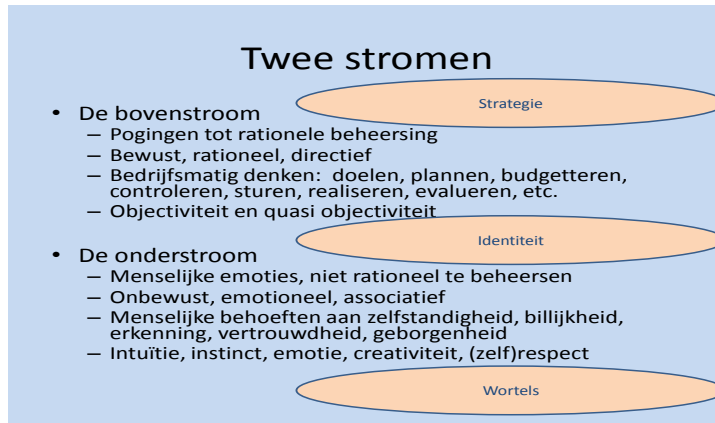 Twee stromen
Strategie
• De bovenstroom
– Pogingen tot rationele beheersing
– Bewust, rationeel, directief
– Bedrijfsmatig denken: doelen, plannen, budgetteren,
controleren, sturen, realiseren, evalueren, etc.
– Objectiviteit en quasi objectiviteit
Identiteit
• De onderstroom
– Menselijke emoties, niet rationeel te beheersen
– Onbewust, emotioneel, associatief
– Menselijke behoeften aan zelfstandigheid, billijkheid,
erkenning, vertrouwdheid, geborgenheid
– Intuïtie, instinct, emotie, creativiteit, (zelf)respect
Wortels